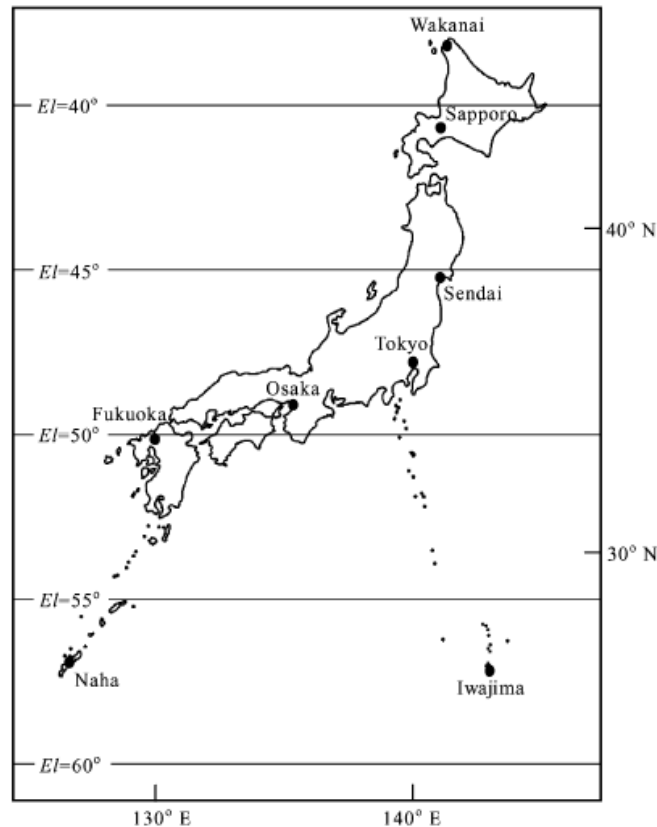 Wakanai
El=40°
Sapporo
40° N
El=45°
Sendai
Tokyo
Osaka
Fukuoka
El=50°
30° N
El=55°
Naha
Iwajima
El=60°
130° E
140° E